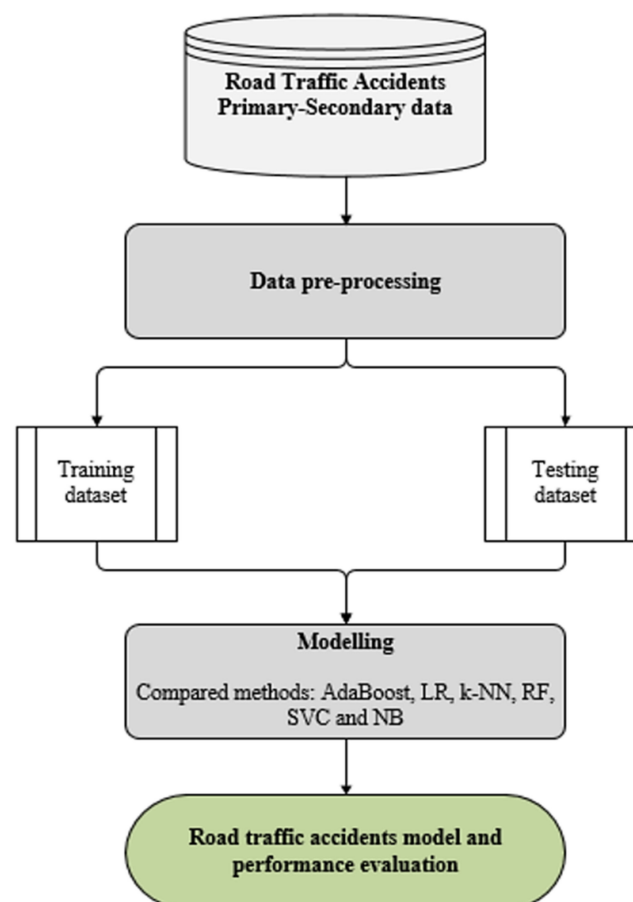 Road Traffic Accidents
Primary-Secondary data
Data pre-processing
Training
dataset
Testing
dataset
Modelling
Compared methods: AdaBoost, LR, k-NN, RF,
SVC and NB
Road traffic accidents model and
performance evaluation